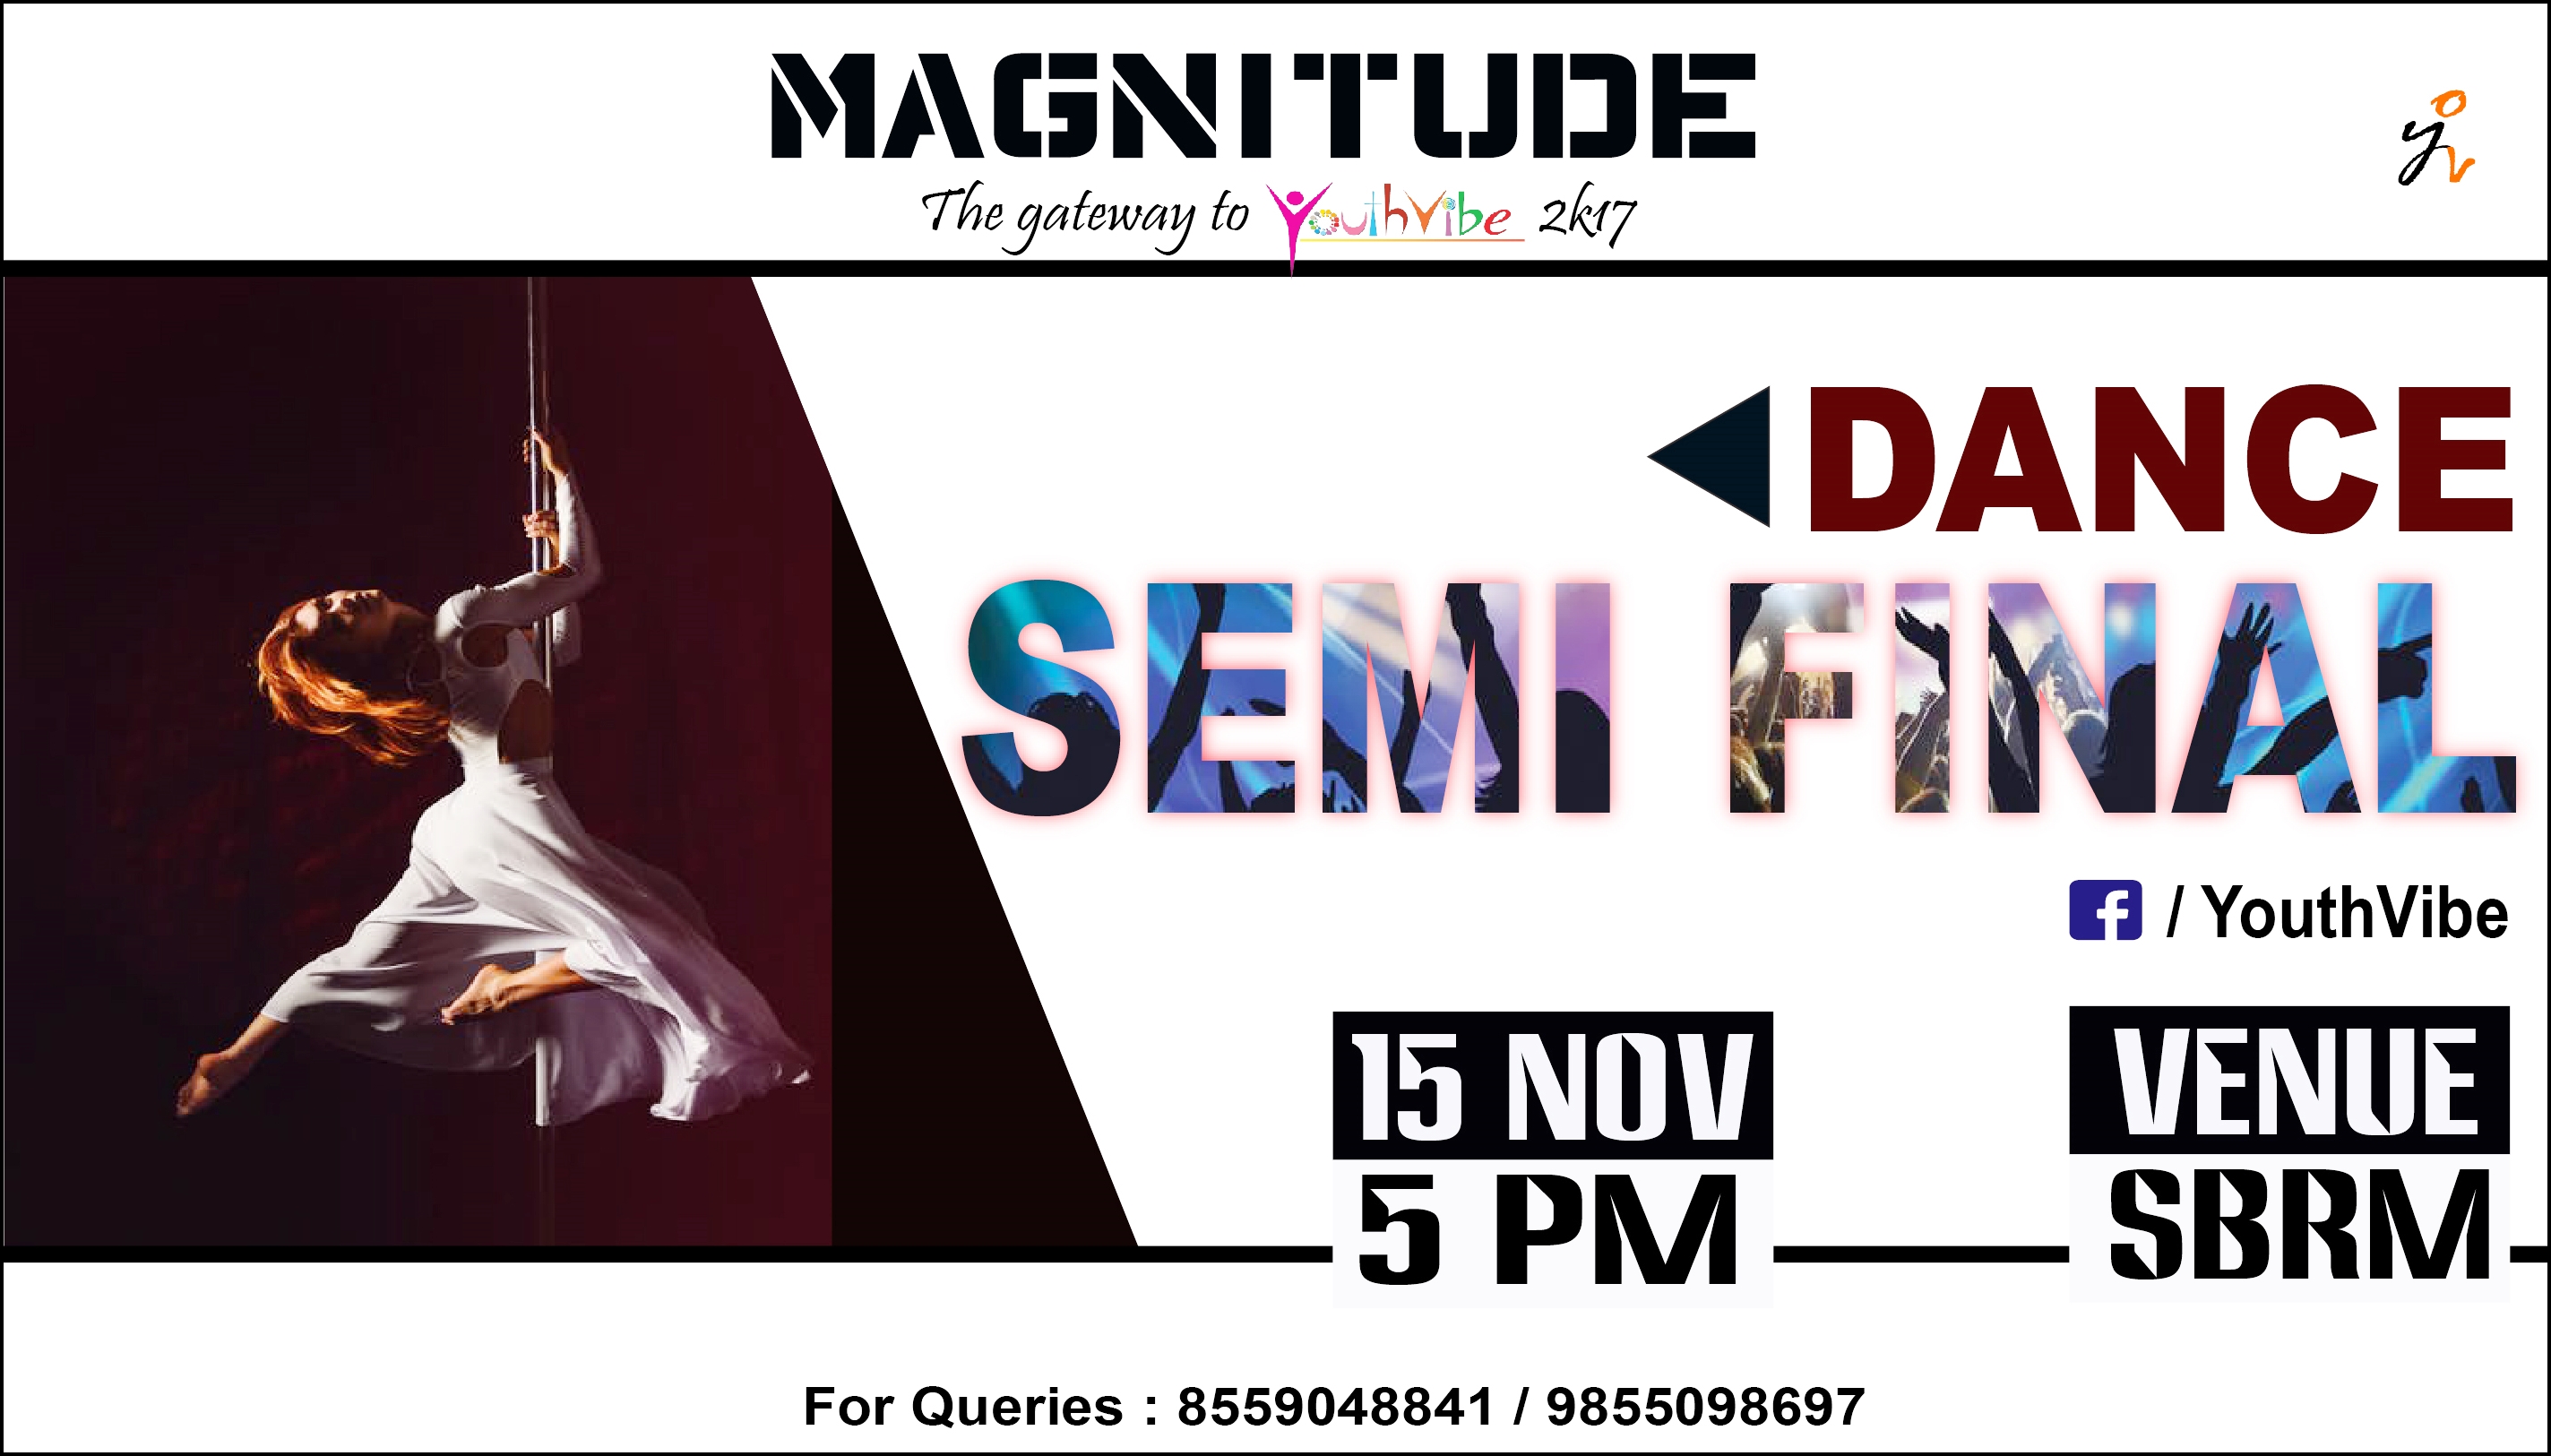 MAGNITUDE
The gateway to YouthVibe 2k17
yov
DANCE
SEMI FINAL
f / YouthVibe
15 NOV
5 PM
VENUE
SBRM
For Queries : 8559048841 / 9855098697